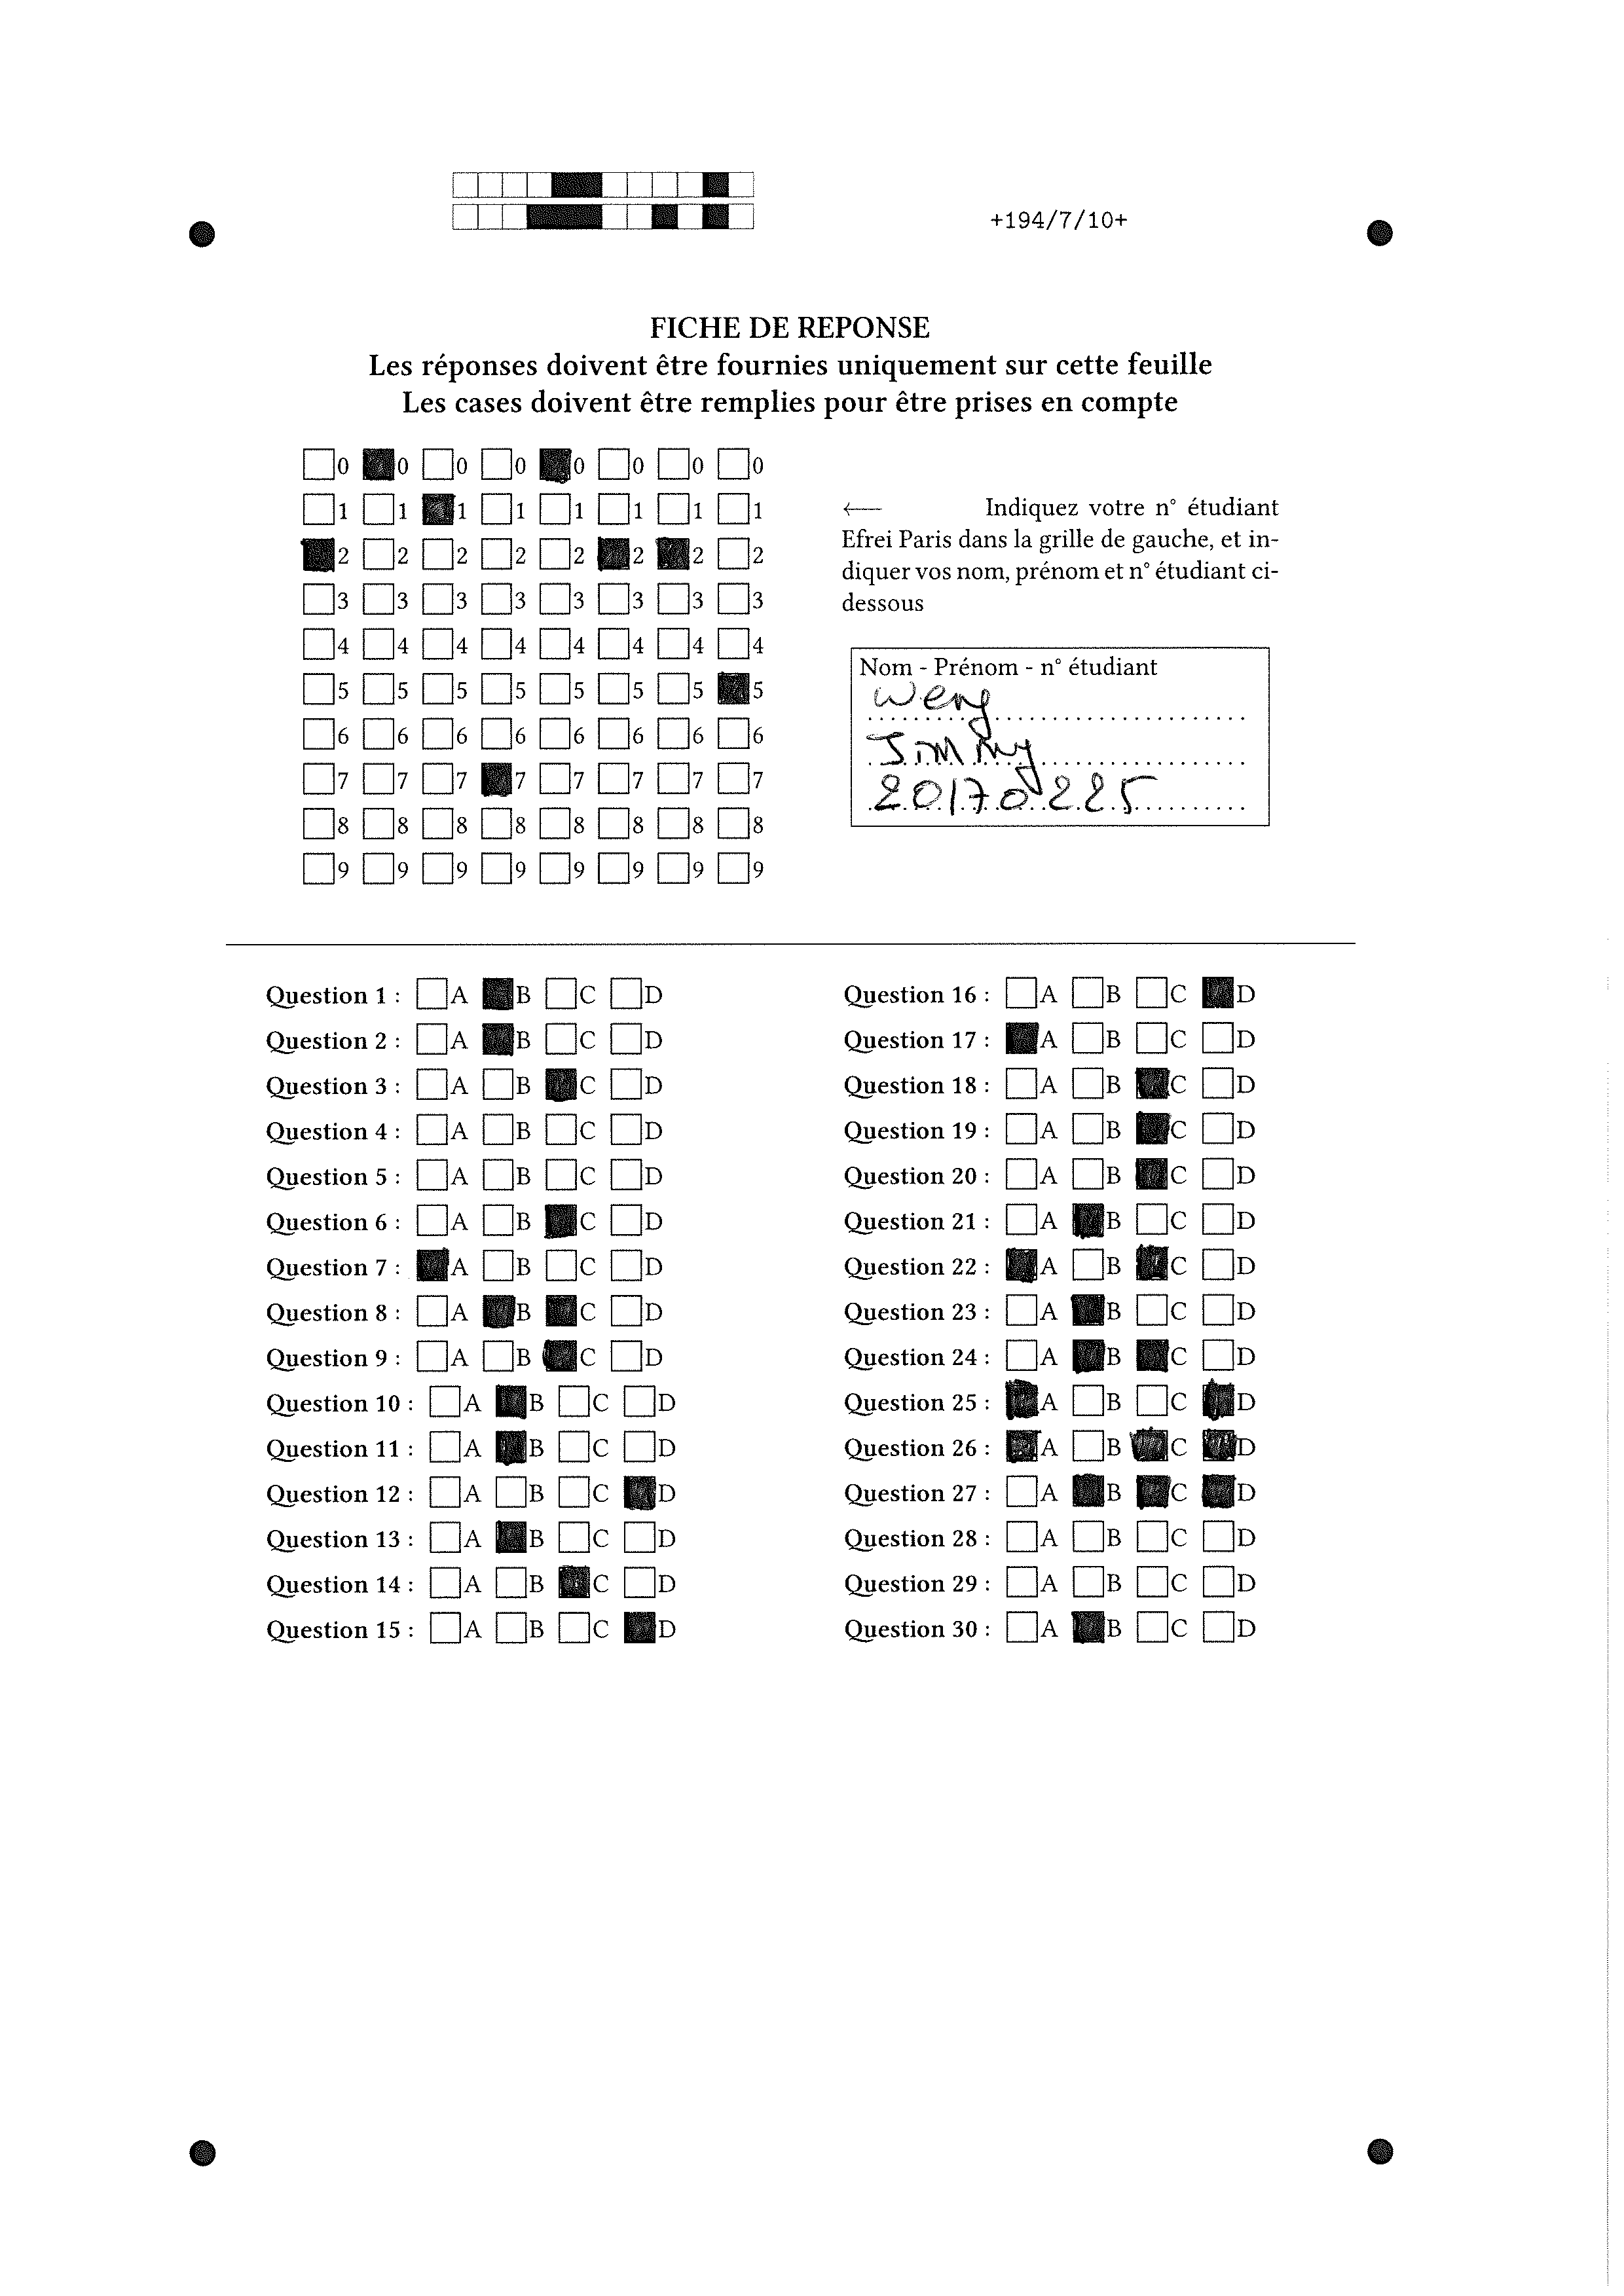 +194/7/10+
FICHE DE REPONSE
Les réponses doivent être fournies uniquement sur cette feuille
Les cases doivent être remplies pour être prises en compte
0 0 0 0 0 0 0 0
1 1 1 1 1 1 1 1
2 2 2 2 2 2 2 2
3 3 3 3 3 3 3 3
4 4 4 4 4 4 4 4
5 5 5 5 5 5 5 5
6 6 6 6 6 6 6 6
7 7 7 7 7 7 7 7
8 8 8 8 8 8 8 8
9 9 9 9 9 9 9 9
← Indiquez votre n° étudiant
Efrei Paris dans la grille de gauche, et in-
diquer vos nom, prénom et n° étudiant ci-
dessous
Nom - Prénom - n° étudiant
Weng
Jimmy
20170225
Question 1 : A B C D
Question 2 : A B C D
Question 3 : A B C D
Question 4 : A B C D
Question 5 : A B C D
Question 6 : A B C D
Question 7 : A B C D
Question 8 : A B C D
Question 9 : A B C D
Question 10 : A B C D
Question 11 : A B C D
Question 12 : A B C D
Question 13 : A B C D
Question 14 : A B C D
Question 15 : A B C D
Question 16 : A B C D
Question 17 : A B C D
Question 18 : A B C D
Question 19 : A B C D
Question 20 : A B C D
Question 21 : A B C D
Question 22 : A B C D
Question 23 : A B C D
Question 24 : A B C D
Question 25 : A B C D
Question 26 : A B C D
Question 27 : A B C D
Question 28 : A B C D
Question 29 : A B C D
Question 30 : A B C D